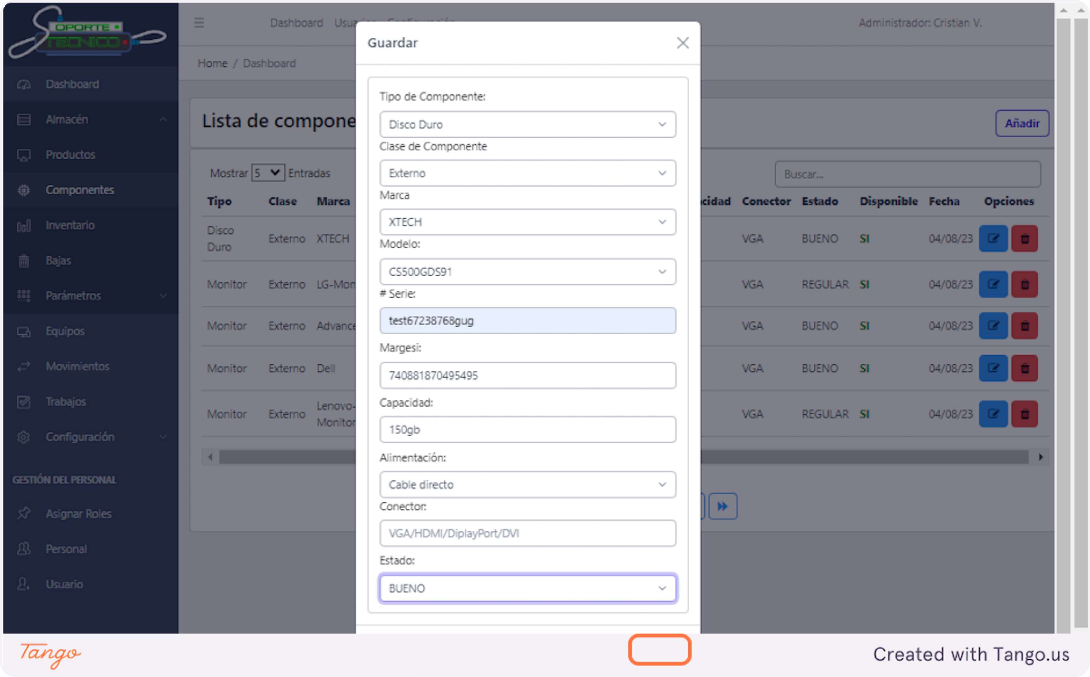 SOPORTE
TECNICO
Dashboard
Almacén
Productos
Componentes
Inventario
Bajas
Parámetros
Equipos
Movimientos
Trabajos
Configuración
GESTIÓN DEL PERSONAL
Asignar Roles
Personal
Usuario
Dashboard Usuarios Configuración
Administrador: Cristian V.
Home / Dashboard
Lista de compone
Añadir
Mostrar 5 Entradas
Buscar...
Tipo Clase Marca cidad Conector Estado Disponible Fecha Opciones
Disco Duro Externo XTECH VGA BUENO SI 04/08/23
Monitor Externo LG-Mon VGA REGULAR SI 04/08/23
Monitor Externo Advance VGA BUENO SI 04/08/23
Monitor Externo Dell VGA BUENO SI 04/08/23
Monitor Externo Lenovo-Monitor VGA REGULAR SI 04/08/23
Guardar
Tipo de Componente:
Disco Duro
Clase de Componente
Externo
Marca
XTECH
Modelo:
CS500GDS91
# Serie:
test67238768gug
Margesi:
740881870495495
Capacidad:
150gb
Alimentación:
Cable directo
Conector:
VGA/HDMI/DiplayPort/DVI
Estado:
BUENO
Tango
Created with Tango.us